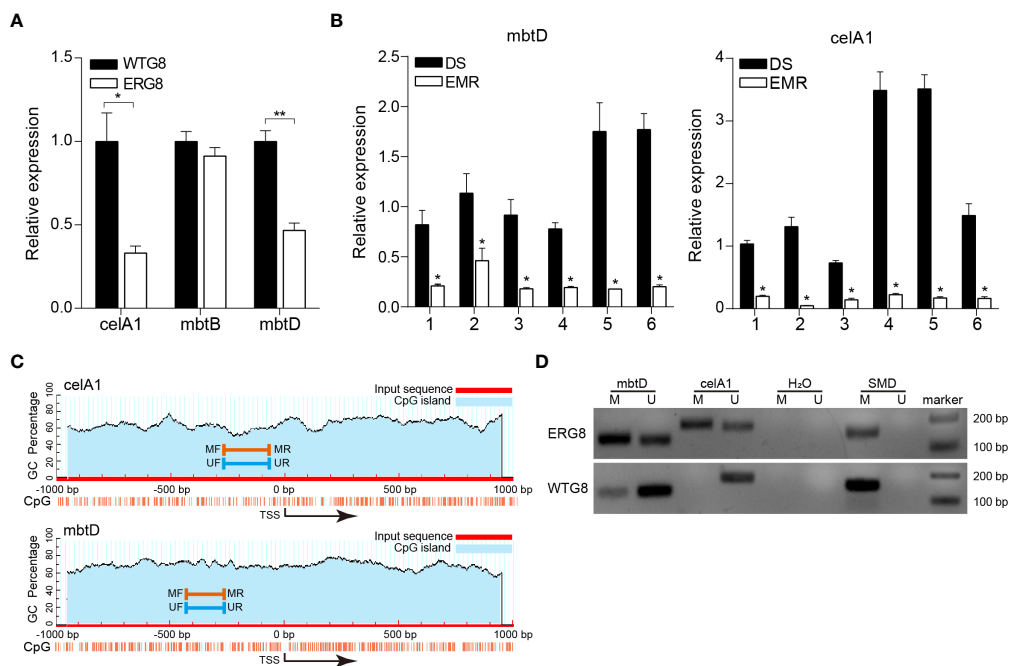 A
Relative expression
1.5
1.0
0.5
0.0
WTG8
ERG8
*
**
celA1 mbtB mbtD
B
mbtD
Relative expression
2.5
2.0
1.5
1.0
0.5
0.0
DS
EMR
* * * * * *
1 2 3 4 5 6
celA1
Relative expression
4
3
2
1
0
DS
EMR
* * * * * *
1 2 3 4 5 6
C
celA1
GC Percentage
100
80
60
40
20
0
Input sequence
CpG island
MF MR
UF UR
-1000 bp -500 bp 0 bp 500 bp 1000 bp
CpG
TSS
mbtD
GC Percentage
100
80
60
40
20
0
Input sequence
CpG island
MF MR
UF UR
-1000 bp -500 bp 0 bp 500 bp 1000 bp
CpG
TSS
D
mbtD celA1 H₂O SMD
M U M U M U M U marker
ERG8
200 bp
100 bp
WTG8
200 bp
100 bp